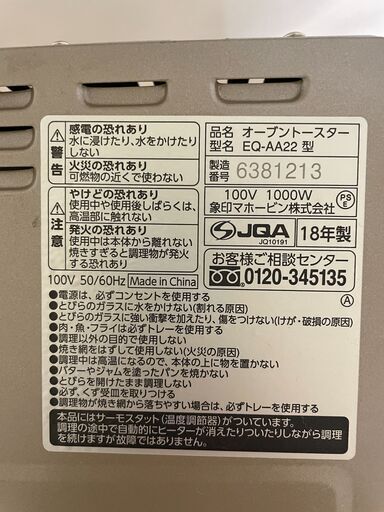 警告
感電の恐れあり
水に浸けたり、水をかけたり
しない
火災の恐れあり
可燃物の近くで使わない
注意
やけどの恐れあり
使用中や使用後しばらくは、
高温部に触れない
発火の恐れあり
使用中は本体から離れない
焼きすぎると調理物が発火
する恐れあり
100V 50/60Hz Made in China
品名 オーブントースター
型名 EQ-AA22 型
製造番号 6381213
100V 1000W
PSE
象印マホービン株式会社
JQA
JQ10191
18年製
お客様ご相談センター
0120-345135
A
●電源は、必ずコンセントを使用する
●とびらのガラスに水をかけない(割れる原因)
●とびらのガラスに強い衝撃を加えたり、傷をつけない(けが・破損の原因)
●肉・魚・フライは必ずトレーを使用する
●調理以外の目的で使用しない
●焼き網をはずして使用しない(火災の原因)
●調理中は高温になるので、本体の上に物を置かない
●バターやジャムを塗ったパンを焼かない
●とびらを開けたまま調理しない
●必ず、くず受皿を取りつける
●調理物が焼き網から落ちやすい場合は、必ずトレーを使用する
本品にはサーモスタット(温度調節器)がついています。
調理の途中で自動的にヒーターが消えたりついたりしながら調理
を続けますが故障ではありません。